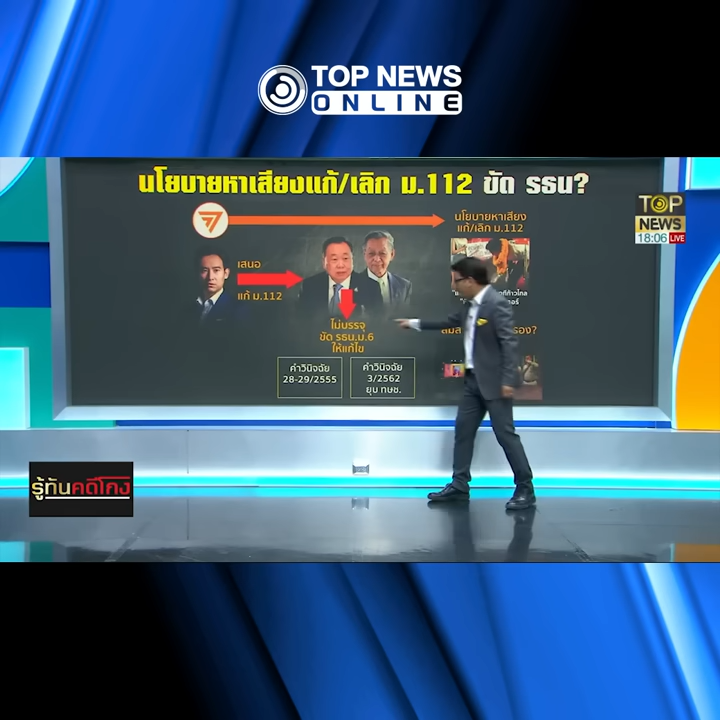 TOP NEWS
ONLINE
นโยบายหาเสียงแก้/เลิก ม.112 ขัด รธน?
TOP
NEWS
18:06 LIVE
นโยบายหาเสียง
แก้/เลิก ม.112
เสนอ
แก้ ม.112
ไม่บรรจุ
ขัด รธน.ม.6
ให้แก้ไข
คำวินิจฉัย
28-29/2555
คำวินิจฉัย
3/2562
ยุบ ทษช.
รู้ทันคดีโกง